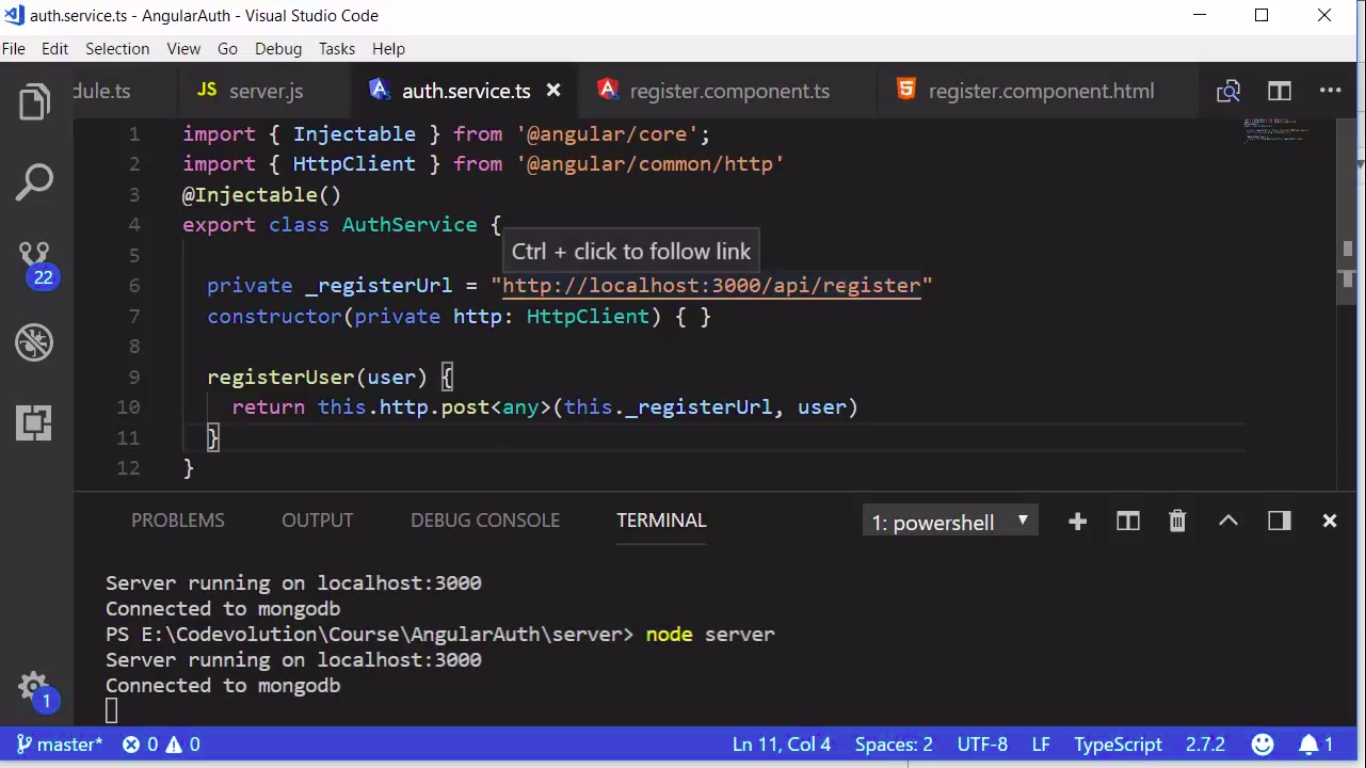 auth.service.ts - AngularAuth - Visual Studio Code
File Edit Selection View Go Debug Tasks Help
dule.ts JS server.js auth.service.ts register.component.ts register.component.html
1 import { Injectable } from '@angular/core';
2 import { HttpClient } from '@angular/common/http'
3 @Injectable()
4 export class AuthService {
Ctrl + click to follow link
5
6 private _registerUrl = "http://localhost:3000/api/register"
7 constructor(private http: HttpClient) { }
8
9 registerUser(user) {
10 return this.http.post<any>(this._registerUrl, user)
11 }
12 }
22
PROBLEMS OUTPUT DEBUG CONSOLE TERMINAL 1: powershell
Server running on localhost:3000
Connected to mongodb
PS E:\Codevolution\Course\AngularAuth\server> node server
Server running on localhost:3000
Connected to mongodb
1
master* 0 0 Ln 11, Col 4 Spaces: 2 UTF-8 LF TypeScript 2.7.2 1